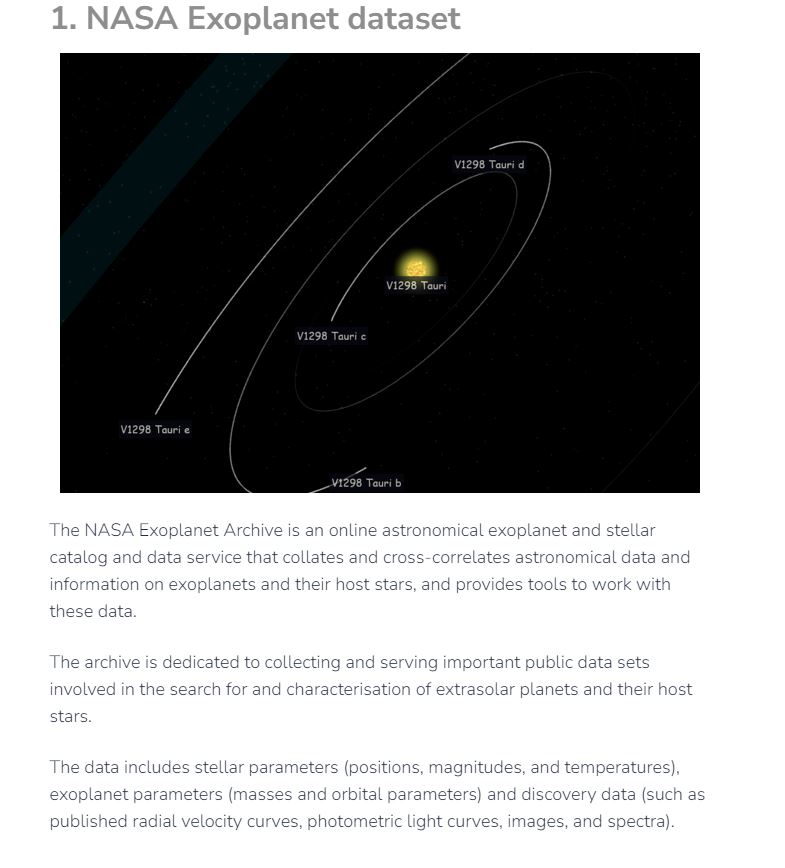 1. NASA Exoplanet dataset
V1298 Tauri d
V1298 Tauri
V1298 Tauri c
V1298 Tauri e
V1298 Tauri b
The NASA Exoplanet Archive is an online astronomical exoplanet and stellar
catalog and data service that collates and cross-correlates astronomical data and
information on exoplanets and their host stars, and provides tools to work with
these data.
The archive is dedicated to collecting and serving important public data sets
involved in the search for and characterisation of extrasolar planets and their host
stars.
The data includes stellar parameters (positions, magnitudes, and temperatures),
exoplanet parameters (masses and orbital parameters) and discovery data (such as
published radial velocity curves, photometric light curves, images, and spectra).